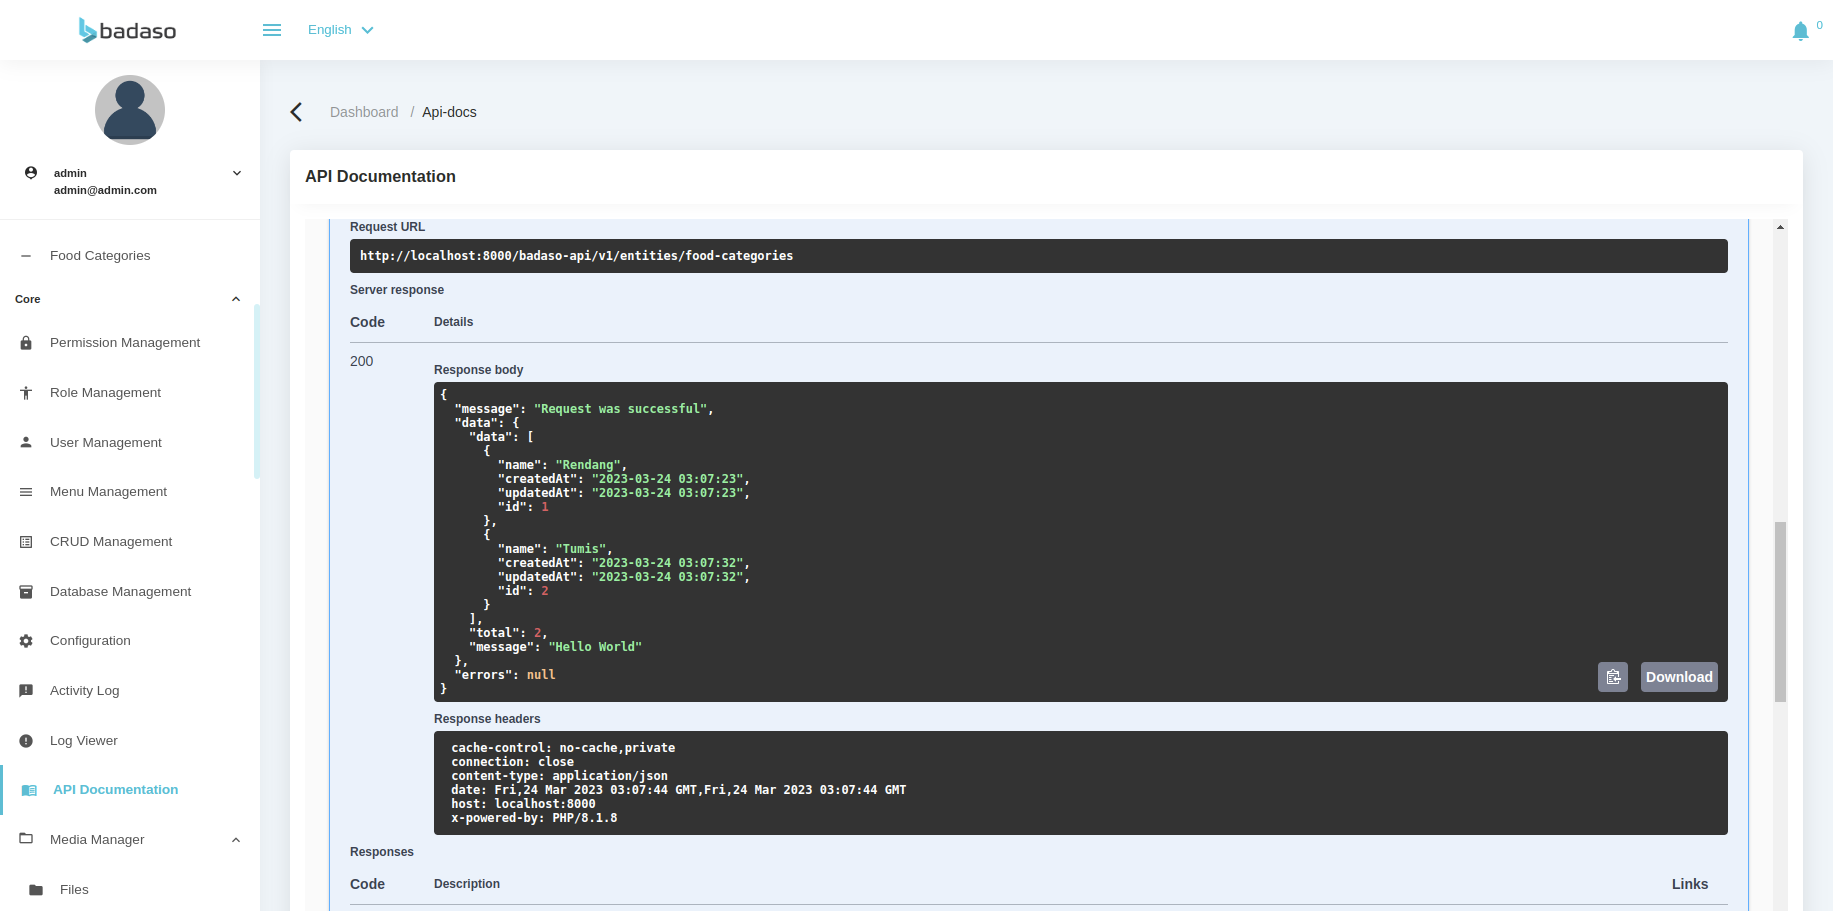 badaso
English
0
admin
admin@admin.com
Food Categories
Core
Permission Management
Role Management
User Management
Menu Management
CRUD Management
Database Management
Configuration
Activity Log
Log Viewer
API Documentation
Media Manager
Files
Dashboard / Api-docs
API Documentation
Request URL
http://localhost:8000/badaso-api/v1/entities/food-categories
Server response
Code Details
200
Response body
{
  "message": "Request was successful",
  "data": {
    "data": [
      {
        "name": "Rendang",
        "createdAt": "2023-03-24 03:07:23",
        "updatedAt": "2023-03-24 03:07:23",
        "id": 1
      },
      {
        "name": "Tumis",
        "createdAt": "2023-03-24 03:07:32",
        "updatedAt": "2023-03-24 03:07:32",
        "id": 2
      }
    ],
    "total": 2,
    "message": "Hello World"
  },
  "errors": null
}
Download
Response headers
cache-control: no-cache,private
connection: close
content-type: application/json
date: Fri,24 Mar 2023 03:07:44 GMT,Fri,24 Mar 2023 03:07:44 GMT
host: localhost:8000
x-powered-by: PHP/8.1.8
Responses
Code Description Links